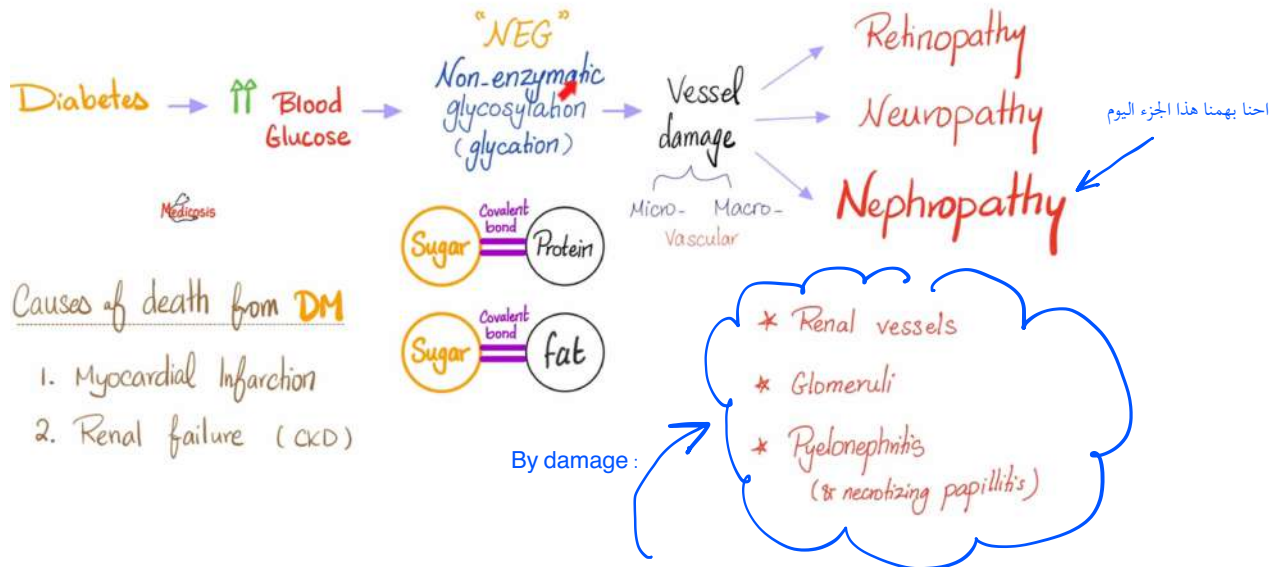 "NEG"
Diabetes
Blood
Glucose
Non-enzymatic
glycosylation
(glycation)
Vessel
damage
Micro- Macro-
Vascular
Retinopathy
Neuropathy
Nephropathy
احنا بهمنا هذا الجزء اليوم
Medicosis
Sugar
Covalent
bond
Protein
Sugar
Covalent
bond
fat
Causes of death from DM
1. Myocardial Infarction
2. Renal failure (CKD)
By damage :
* Renal vessels
* Glomeruli
* Pyelonephritis
(& necrotizing papillitis)